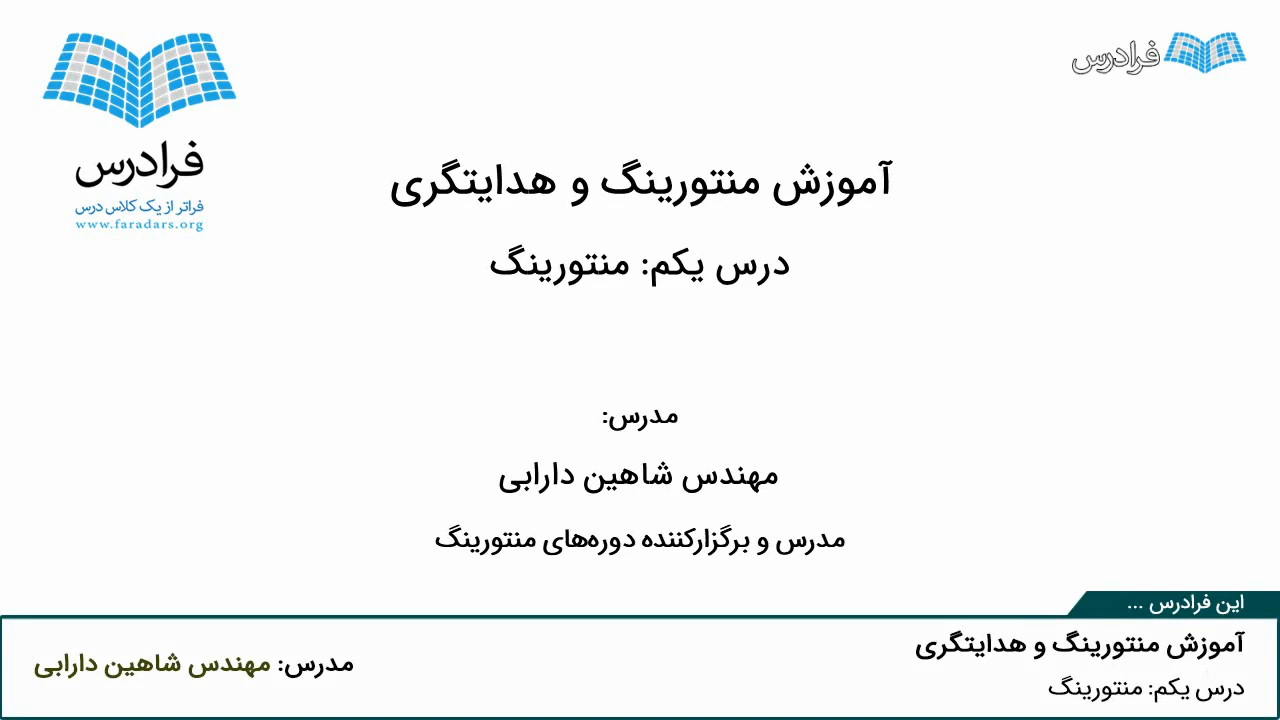 فرادرس
فرادرس
فراتر از یک کلاس درس
www.faradars.org
آموزش منتورینگ و هدایتگری
درس یکم: منتورینگ
مدرس:
مهندس شاهین دارابی
مدرس و برگزارکننده دوره‌های منتورینگ
این فرادرس ...
آموزش منتورینگ و هدایتگری
درس یکم: منتورینگ
مدرس: مهندس شاهین دارابی